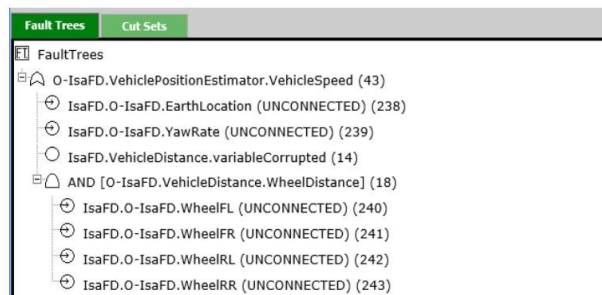 Fault Trees Cut Sets
FT FaultTrees
O-IsaFD.VehiclePositionEstimator.VehicleSpeed (43)
IsaFD.O-IsaFD.EarthLocation (UNCONNECTED) (238)
IsaFD.O-IsaFD.YawRate (UNCONNECTED) (239)
IsaFD.VehicleDistance.variableCorrupted (14)
AND [O-IsaFD.VehicleDistance.WheelDistance] (18)
IsaFD.O-IsaFD.WheelFL (UNCONNECTED) (240)
IsaFD.O-IsaFD.WheelFR (UNCONNECTED) (241)
IsaFD.O-IsaFD.WheelRL (UNCONNECTED) (242)
IsaFD.O-IsaFD.WheelRR (UNCONNECTED) (243)